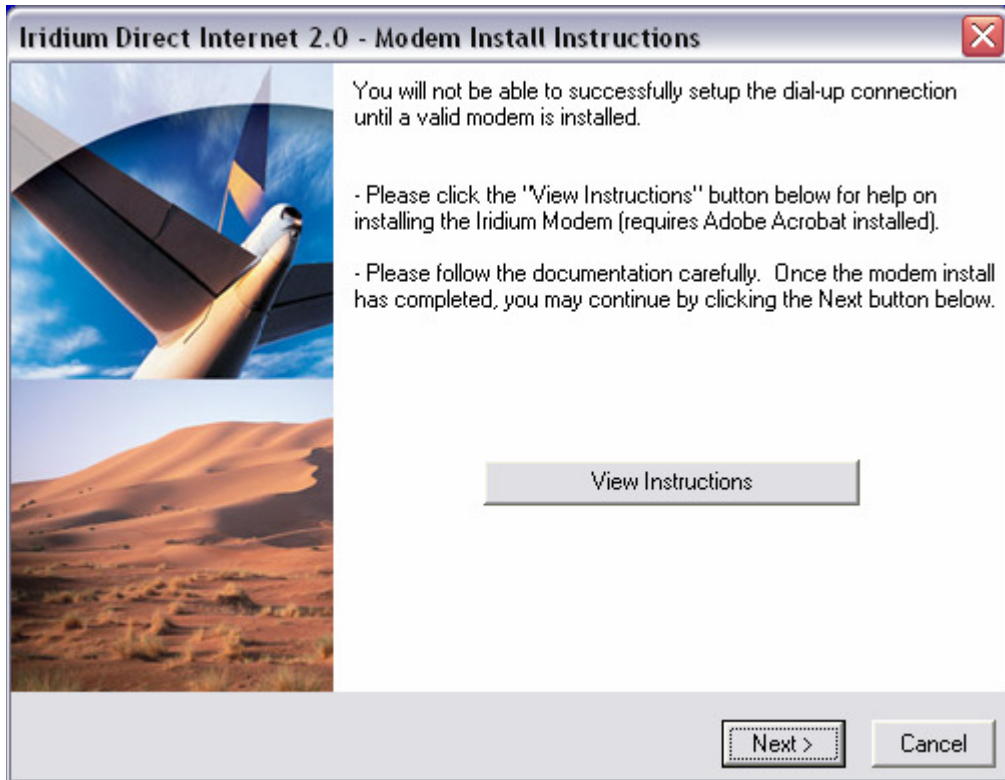 Iridium Direct Internet 2.0 - Modem Install Instructions
You will not be able to successfully setup the dial-up connection
until a valid modem is installed.
- Please click the "View Instructions" button below for help on
installing the Iridium Modem (requires Adobe Acrobat installed).
- Please follow the documentation carefully.  Once the modem install
has completed, you may continue by clicking the Next button below.
View Instructions
Next >
Cancel